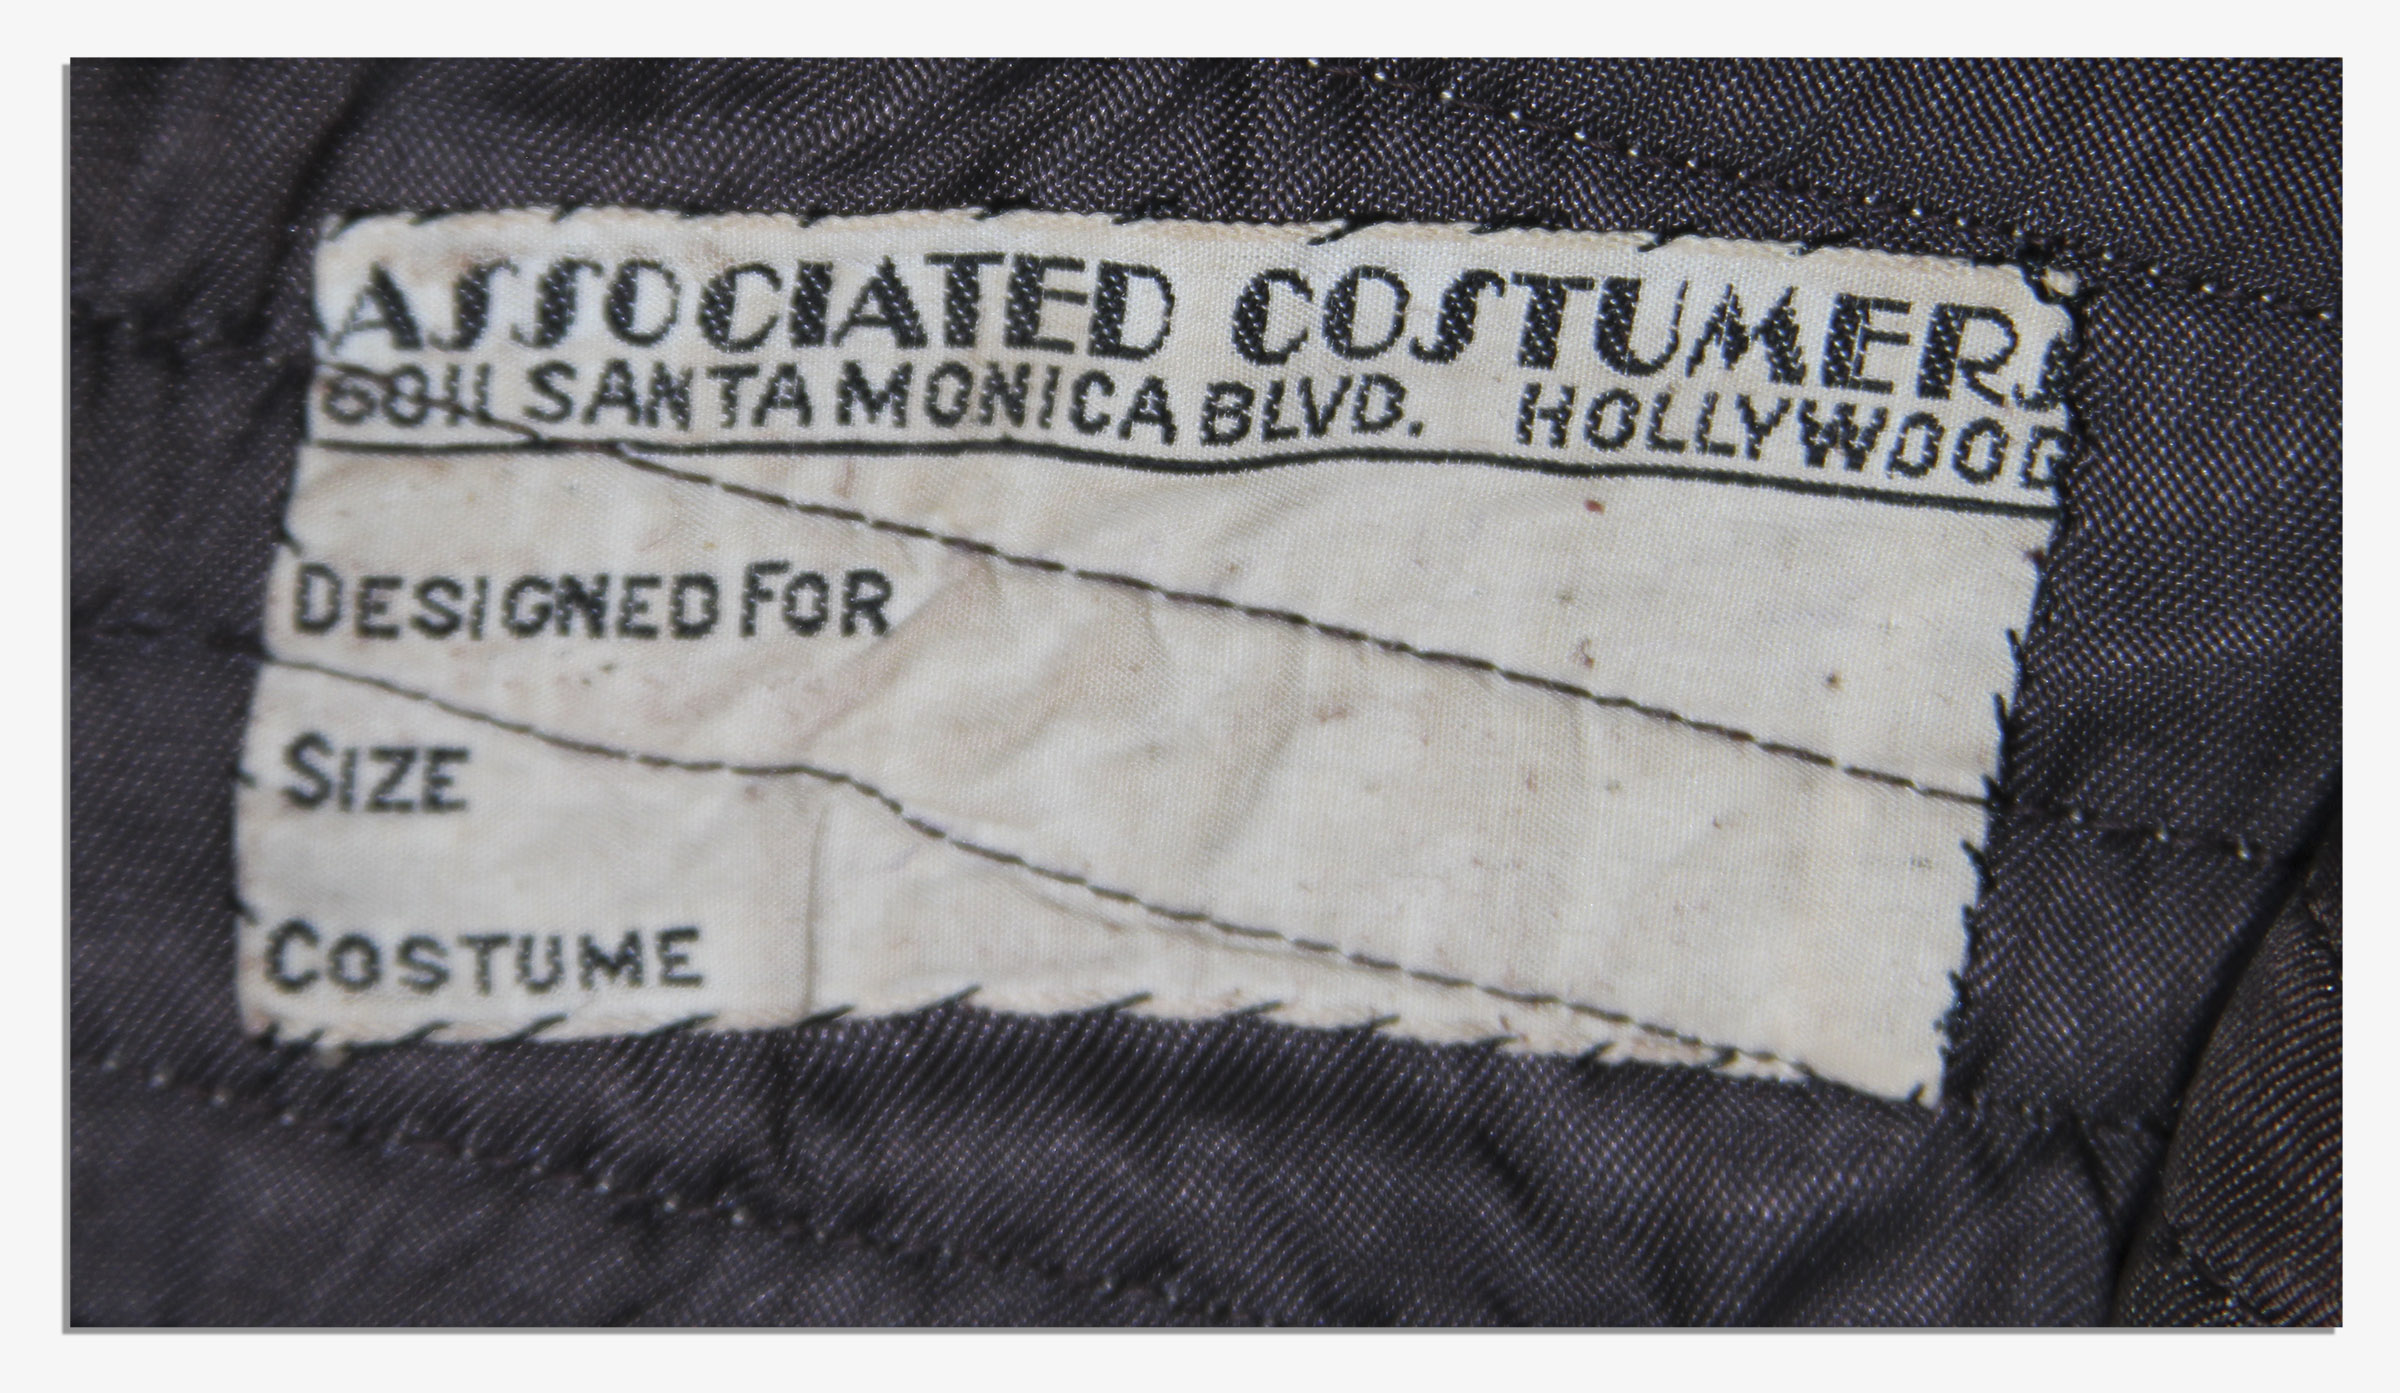 ASSOCIATED COSTUMERS
6011 SANTA MONICA BLVD. HOLLYWOOD
DESIGNED FOR
SIZE
COSTUME